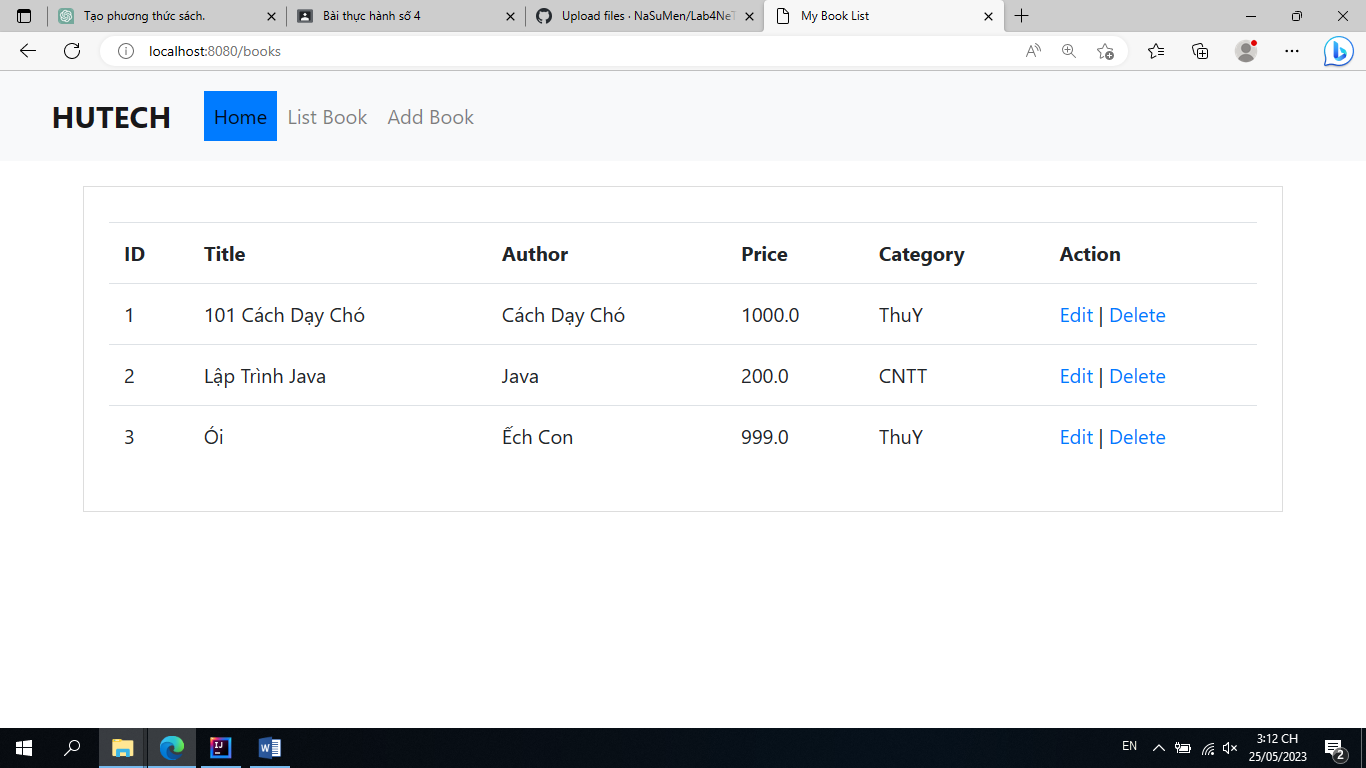 Tạo phương thức sách.
Bài thực hành số 4
Upload files · NaSuMen/Lab4Ne
My Book List
localhost:8080/books
HUTECH Home List Book Add Book
ID Title Author Price Category Action
1 101 Cách Dạy Chó Cách Dạy Chó 1000.0 ThuY Edit | Delete
2 Lập Trình Java Java 200.0 CNTT Edit | Delete
3 Ói Ếch Con 999.0 ThuY Edit | Delete
EN
3:12 CH
25/05/2023
2